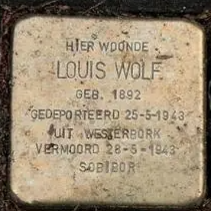 HIER WOONDE
LOUIS WOLF
GEB. 1892
GEDEPORTEERD 25-5-1943
UIT WESTERBORK
VERMOORD 28-5-1943
SOBIBOR